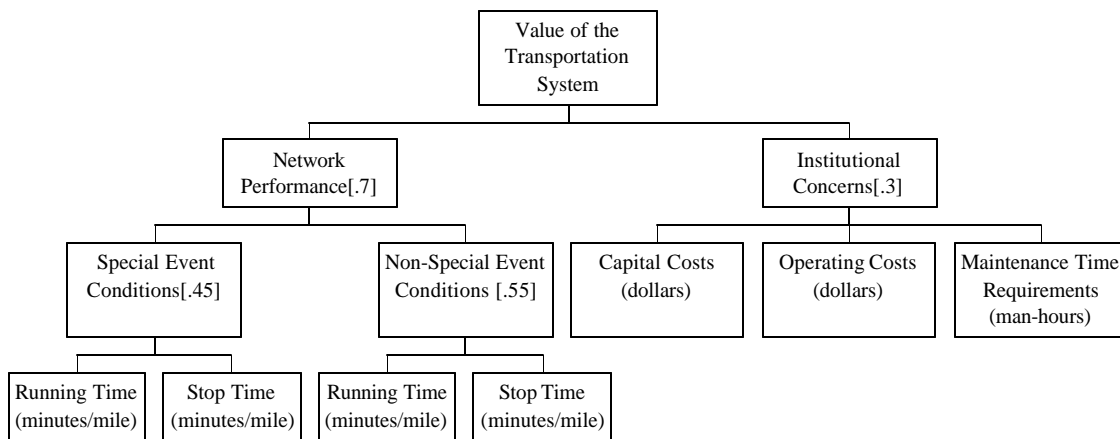 Value of the
Transportation
System
Network
Performance[.7]
Institutional
Concerns[.3]
Special Event
Conditions[.45]
Non-Special Event
Conditions [.55]
Capital Costs
(dollars)
Operating Costs
(dollars)
Maintenance Time
Requirements
(man-hours)
Running Time
(minutes/mile)
Stop Time
(minutes/mile)
Running Time
(minutes/mile)
Stop Time
(minutes/mile)